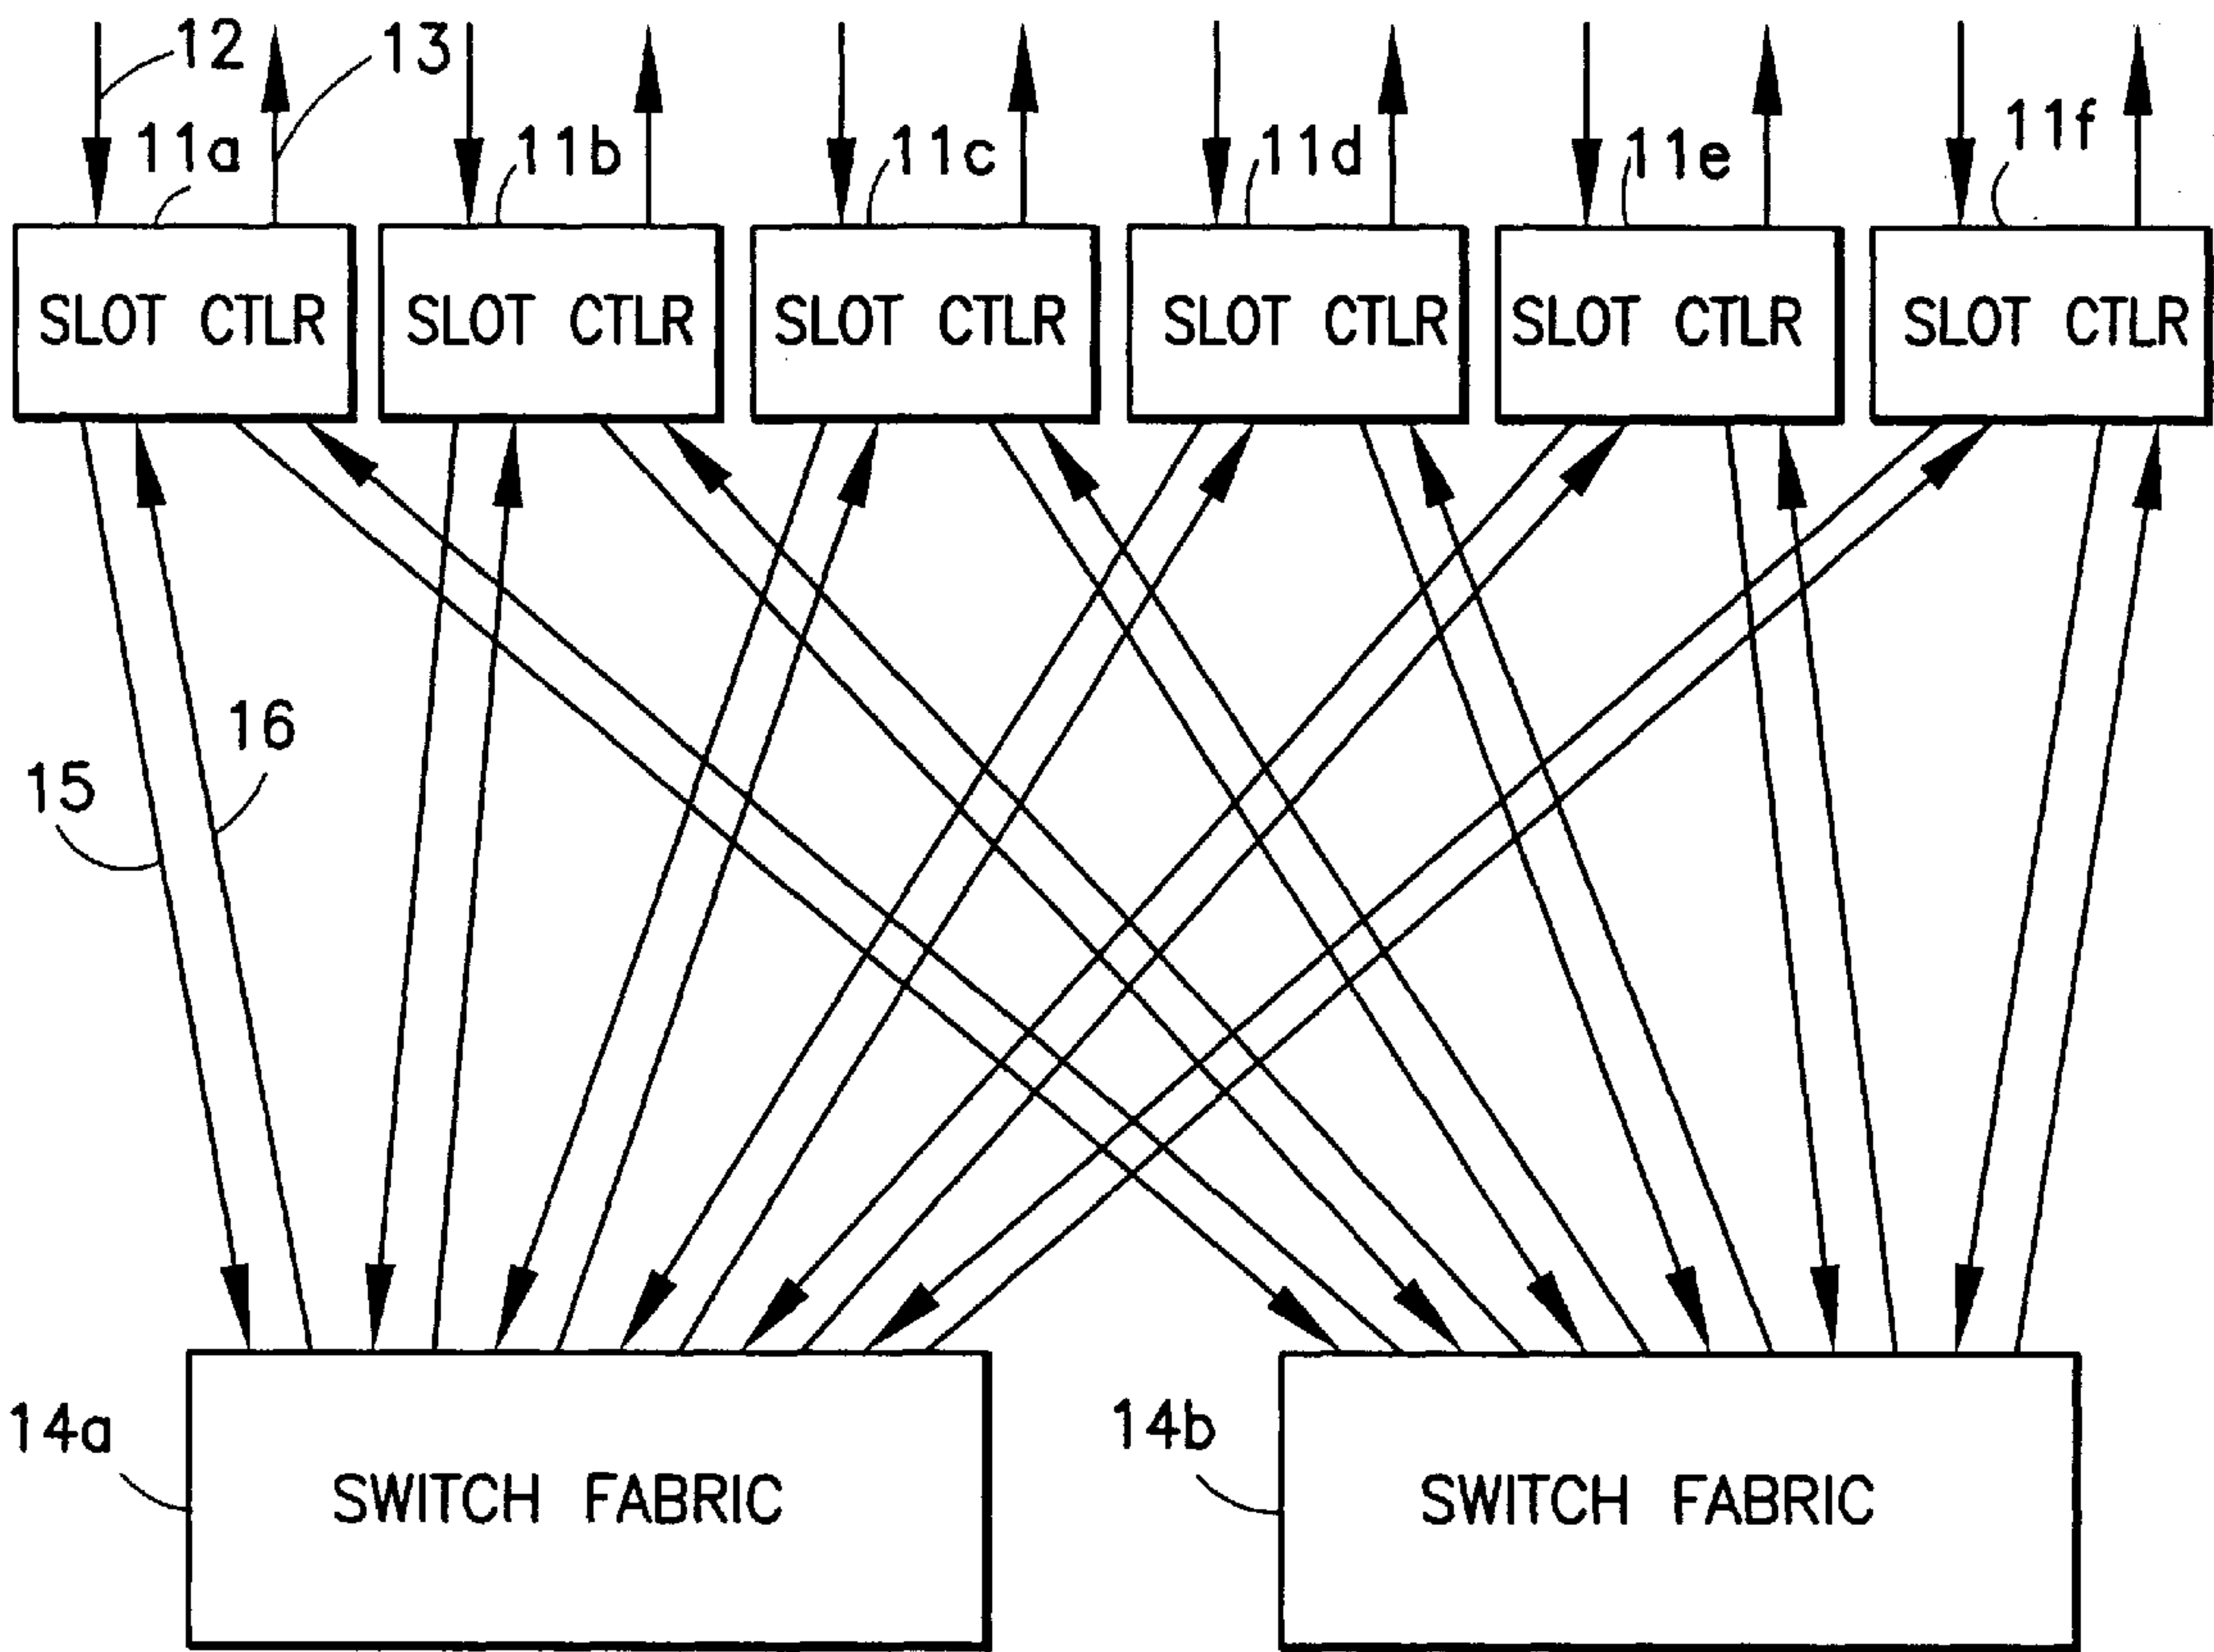 12
13
11a
11b
11c
11d
11e
11f
SLOT CTLR
SLOT CTLR
SLOT CTLR
SLOT CTLR
SLOT CTLR
SLOT CTLR
16
15
14a
14b
SWITCH FABRIC
SWITCH FABRIC